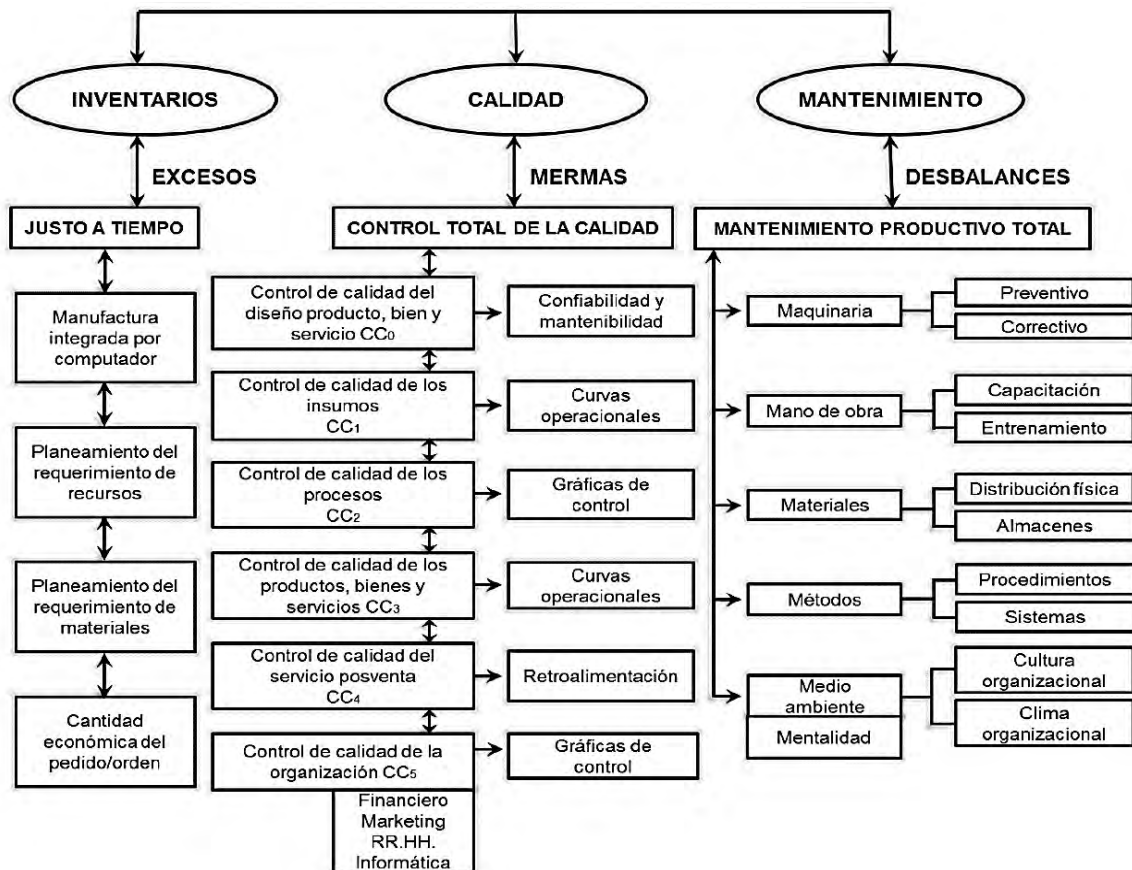 INVENTARIOS
CALIDAD
MANTENIMIENTO
EXCESOS
MERMAS
DESBALANCES
JUSTO A TIEMPO
CONTROL TOTAL DE LA CALIDAD
MANTENIMIENTO PRODUCTIVO TOTAL
Manufactura
integrada por
computador
Planeamiento del
requerimiento de
recursos
Planeamiento del
requerimiento de
materiales
Cantidad
económica del
pedido/orden
Control de calidad del
diseño producto, bien y
servicio CC₀
Confiabilidad y
mantenibilidad
Control de calidad de los
insumos
CC₁
Curvas
operacionales
Control de calidad de los
procesos
CC₂
Gráficas de
control
Control de calidad de los
productos, bienes y
servicios CC₃
Curvas
operacionales
Control de calidad del
servicio posventa
CC₄
Retroalimentación
Control de calidad de la
organización CC₅
Gráficas de
control
Financiero
Marketing
RR.HH.
Informática
Maquinaria
Preventivo
Correctivo
Mano de obra
Capacitación
Entrenamiento
Materiales
Distribución física
Almacenes
Métodos
Procedimientos
Sistemas
Medio
ambiente
Mentalidad
Cultura
organizacional
Clima
organizacional